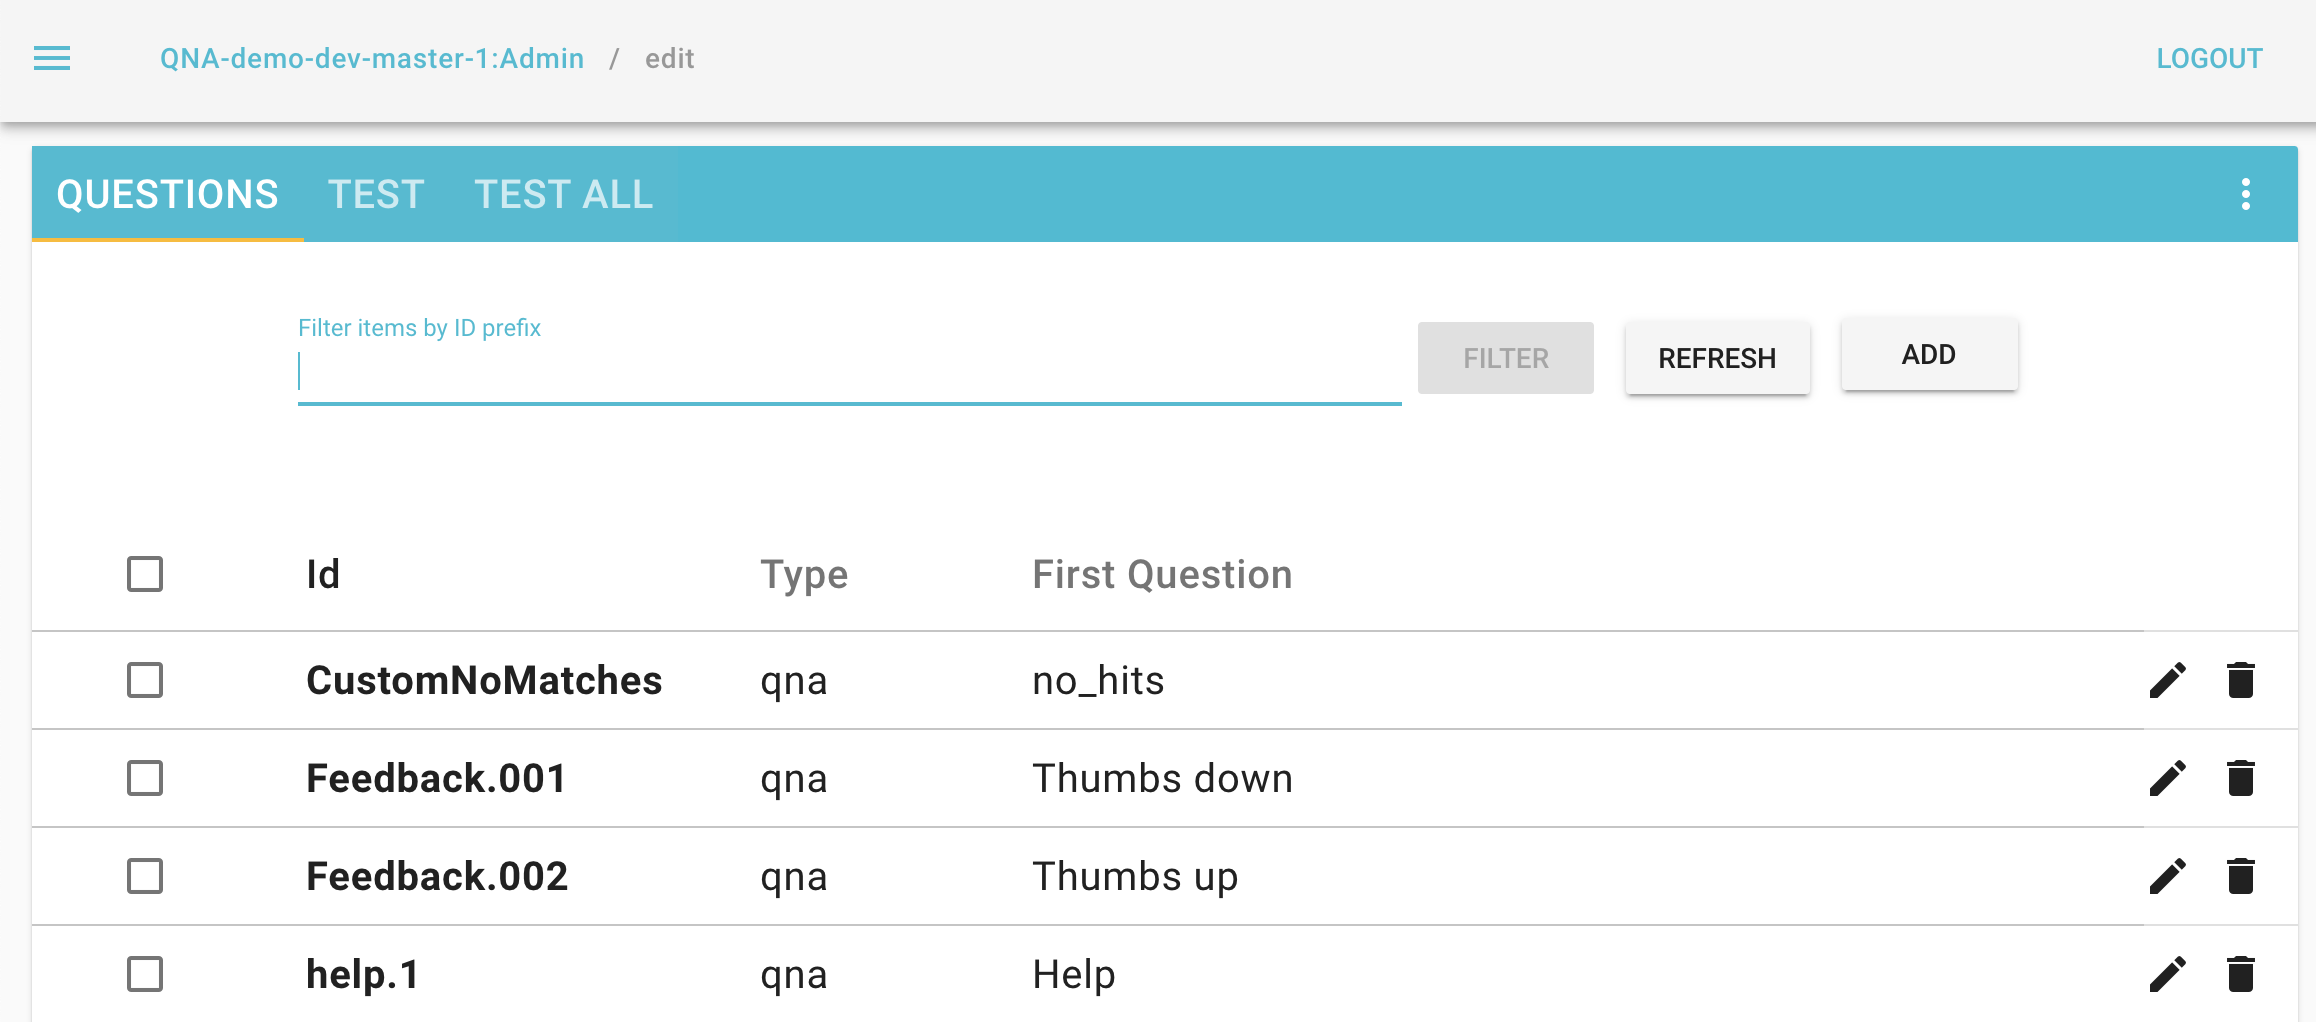 QNA-demo-dev-master-1:Admin / edit LOGOUT
QUESTIONS TEST TEST ALL
Filter items by ID prefix
FILTER REFRESH ADD
Id Type First Question
CustomNoMatches qna no_hits
Feedback.001 qna Thumbs down
Feedback.002 qna Thumbs up
help.1 qna Help